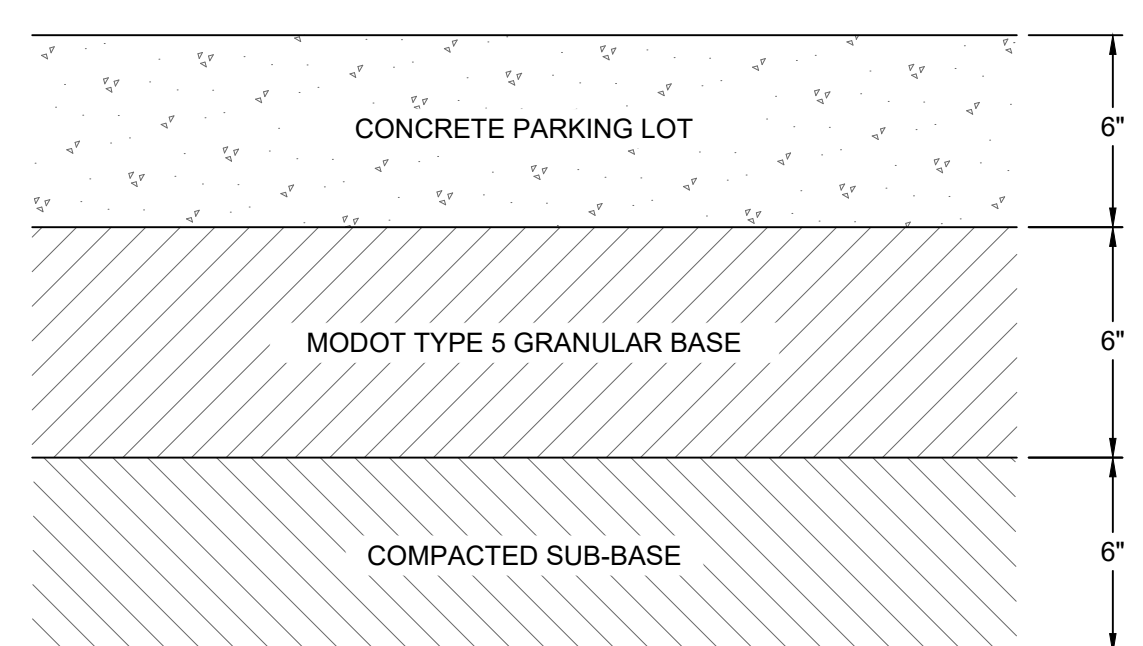 CONCRETE PARKING LOT
6"
MODOT TYPE 5 GRANULAR BASE
6"
COMPACTED SUB-BASE
6"